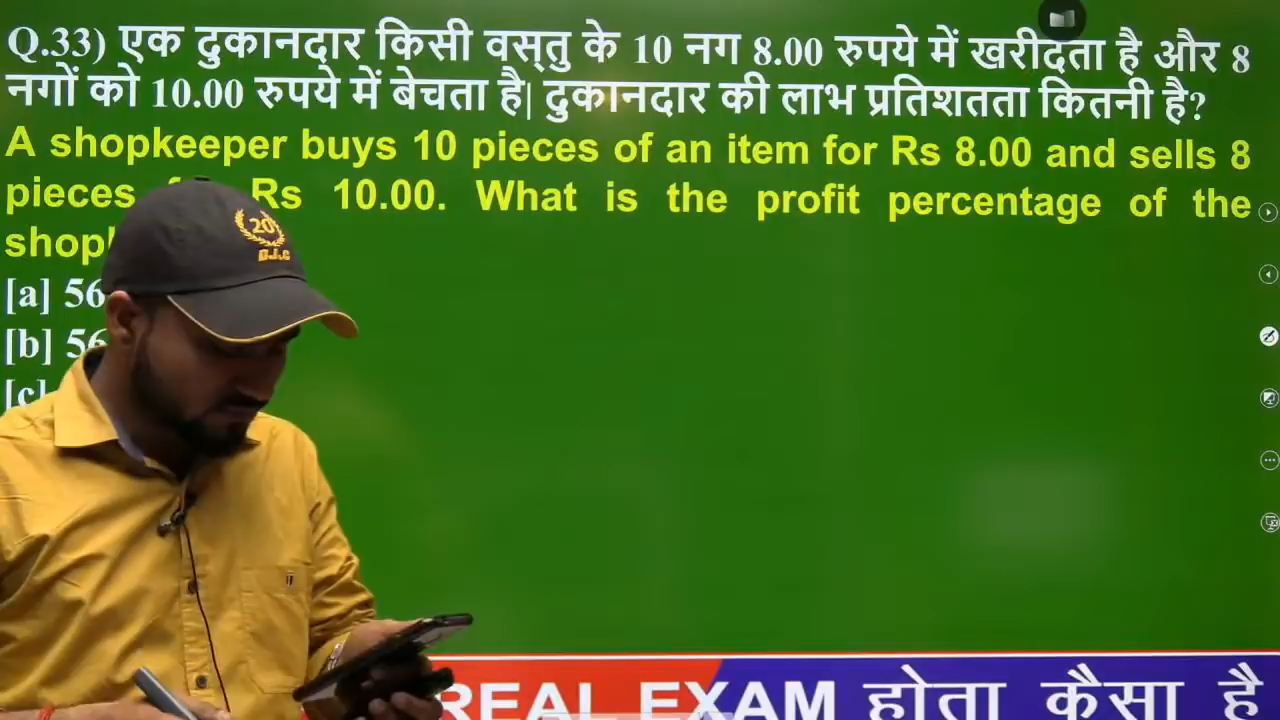 Q.33) एक दुकानदार किसी वस्तु के 10 नग 8.00 रुपये में खरीदता है और 8
नगों को 10.00 रुपये में बेचता है| दुकानदार की लाभ प्रतिशतता कितनी है?
A shopkeeper buys 10 pieces of an item for Rs 8.00 and sells 8
pieces Rs 10.00. What is the profit percentage of the
[a] 56
[b] 56
[c]
20
D.J.C
REAL EXAM होता कैसा है